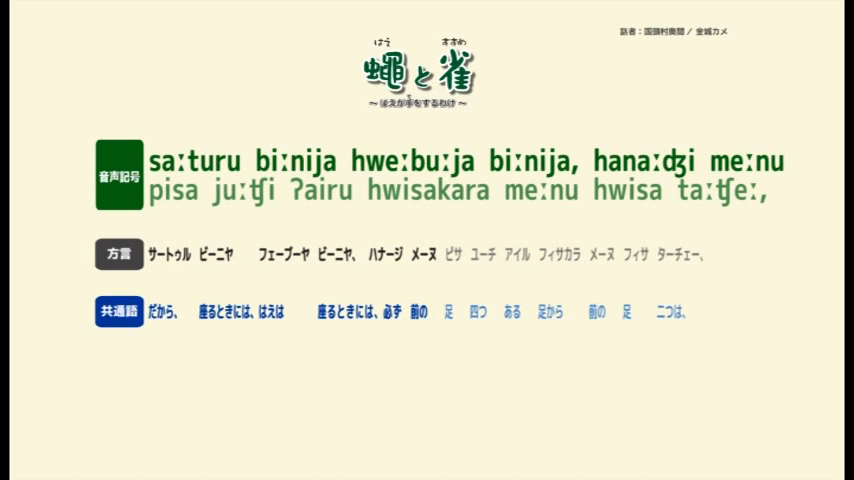 話者：国頭村奥間 / 金城カメ
はえ すずめ
蠅と雀
～はえが手をするわけ～
音声記号 saːturu biːnija hweːbuːja biːnija, hanaːʤi meːnu
pisa juːʧi ʔairu hwisakara meːnu hwisa taːʧeː,
方言 サートゥル ビーニヤ フェーブーヤ ビーニヤ、 ハナージ メーヌ ピサ ユーチ アイル フィサカラ メーヌ フィサ ターチェー、
共通語 だから、 座るときには、はえは 座るときには、必ず 前の 足 四つ ある 足から 前の 足 二つは、